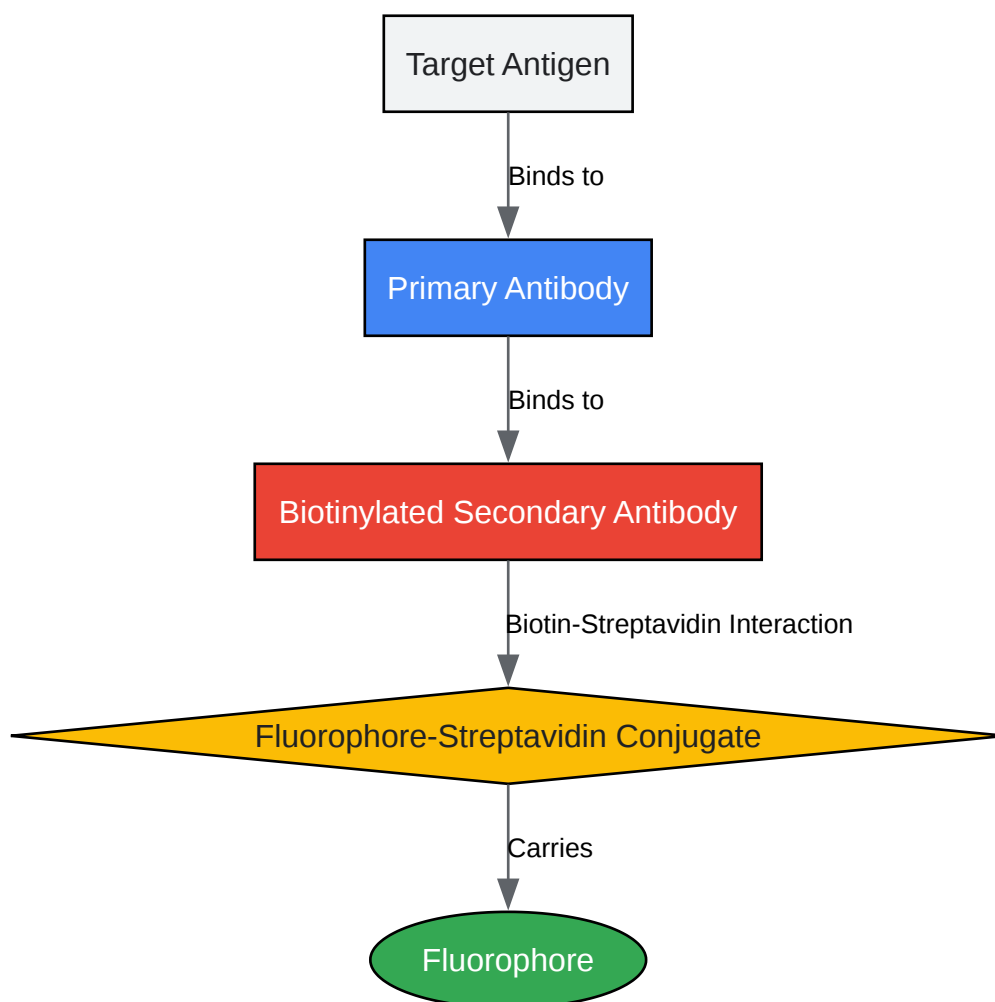 Target Antigen
Binds to
Primary Antibody
Binds to
Biotinylated Secondary Antibody
Biotin-Streptavidin Interaction
Fluorophore-Streptavidin Conjugate
Carries
Fluorophore